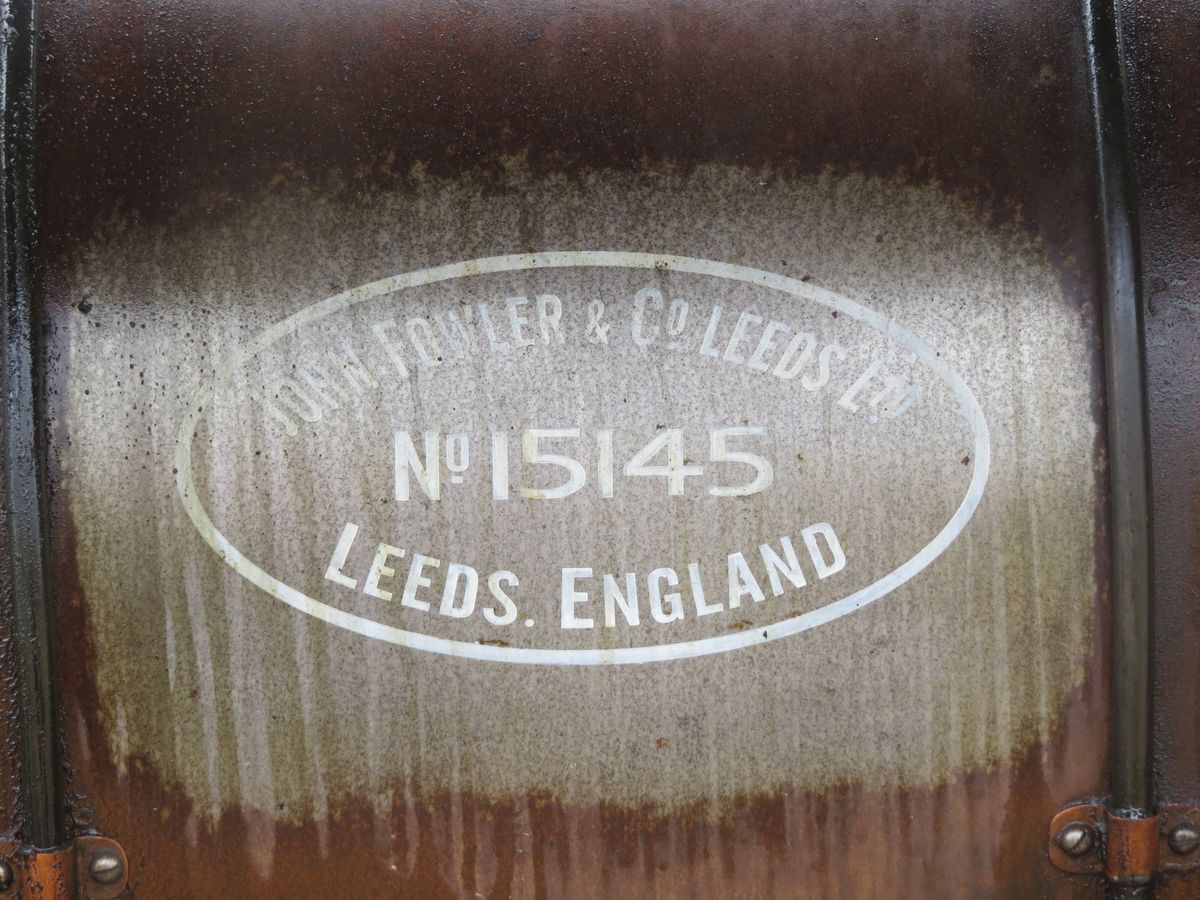 JOHN FOWLER & Co LEEDS LTD
No 15145
LEEDS. ENGLAND